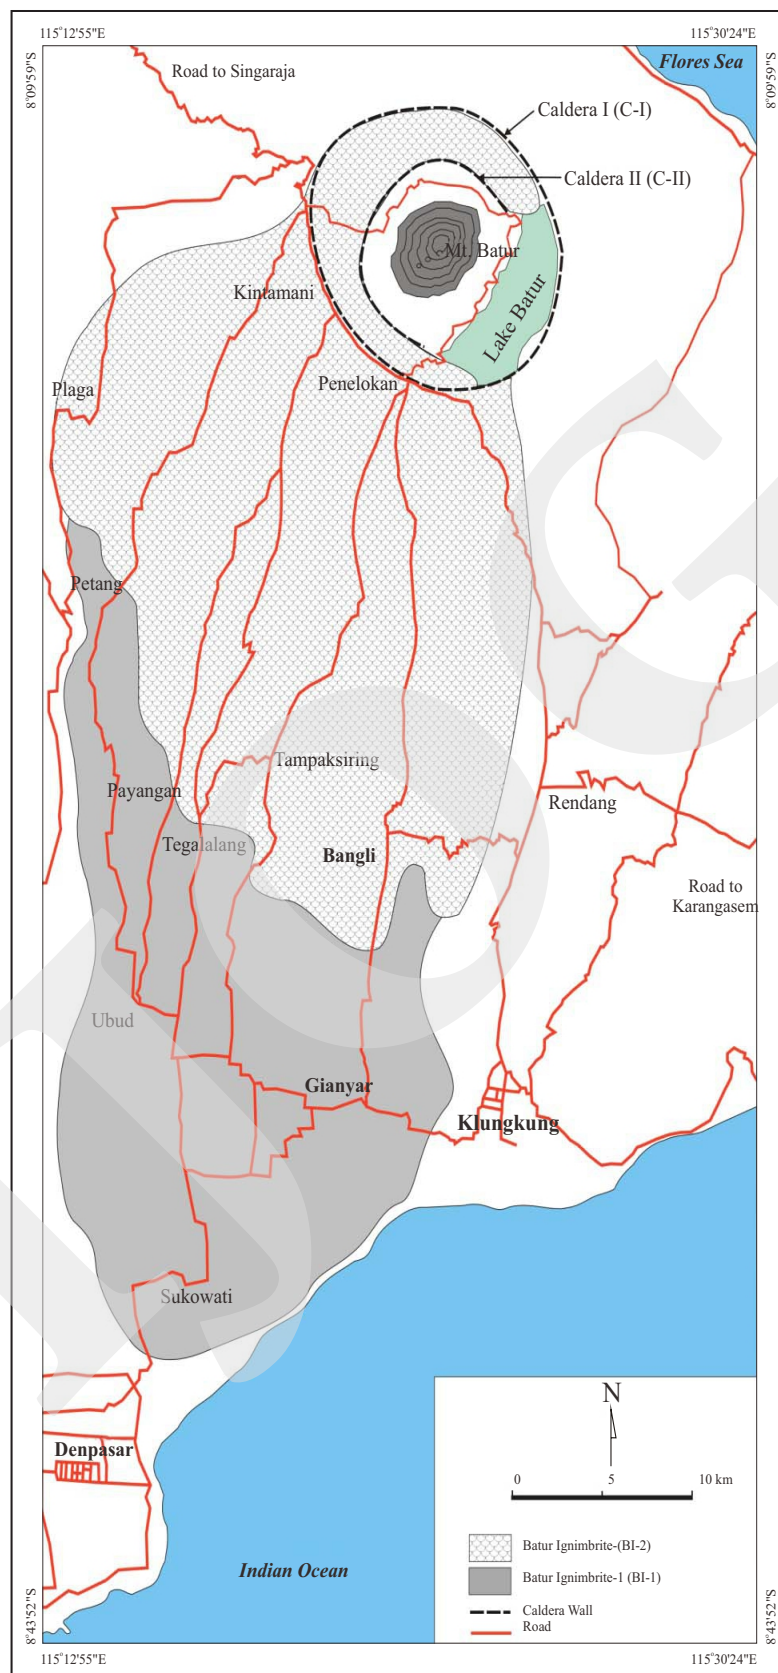 115°12'55"E
115°30'24"E
8°09'59"S
8°09'59"S
Flores Sea
Road to Singaraja
Caldera I (C-I)
Caldera II (C-II)
Mt. Batur
Kintamani
Lake Batur
Penelokan
Plaga
Petang
Tampaksiring
Payangan
Rendang
Tegalalang
Bangli
Road to
Karangasem
Ubud
Gianyar
Klungkung
Sukowati
N
Denpasar
0 5 10 km
Batur Ignimbrite-(BI-2)
Indian Ocean
Batur Ignimbrite-1 (BI-1)
Caldera Wall
Road
8°43'52"S
8°43'52"S
115°12'55"E
115°30'24"E
IJOG